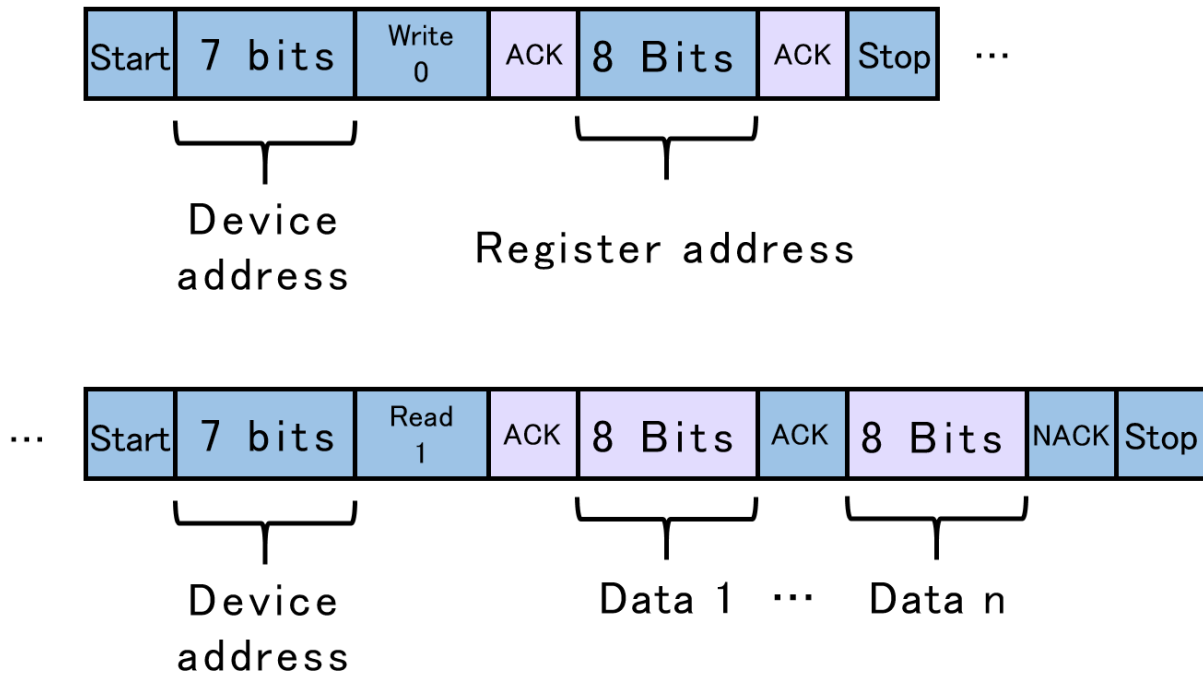 Start 7 bits Write 0 ACK 8 Bits ACK Stop ...
Device
address
Register address
... Start 7 bits Read 1 ACK 8 Bits ACK 8 Bits NACK Stop
Device
address
Data 1 ... Data n